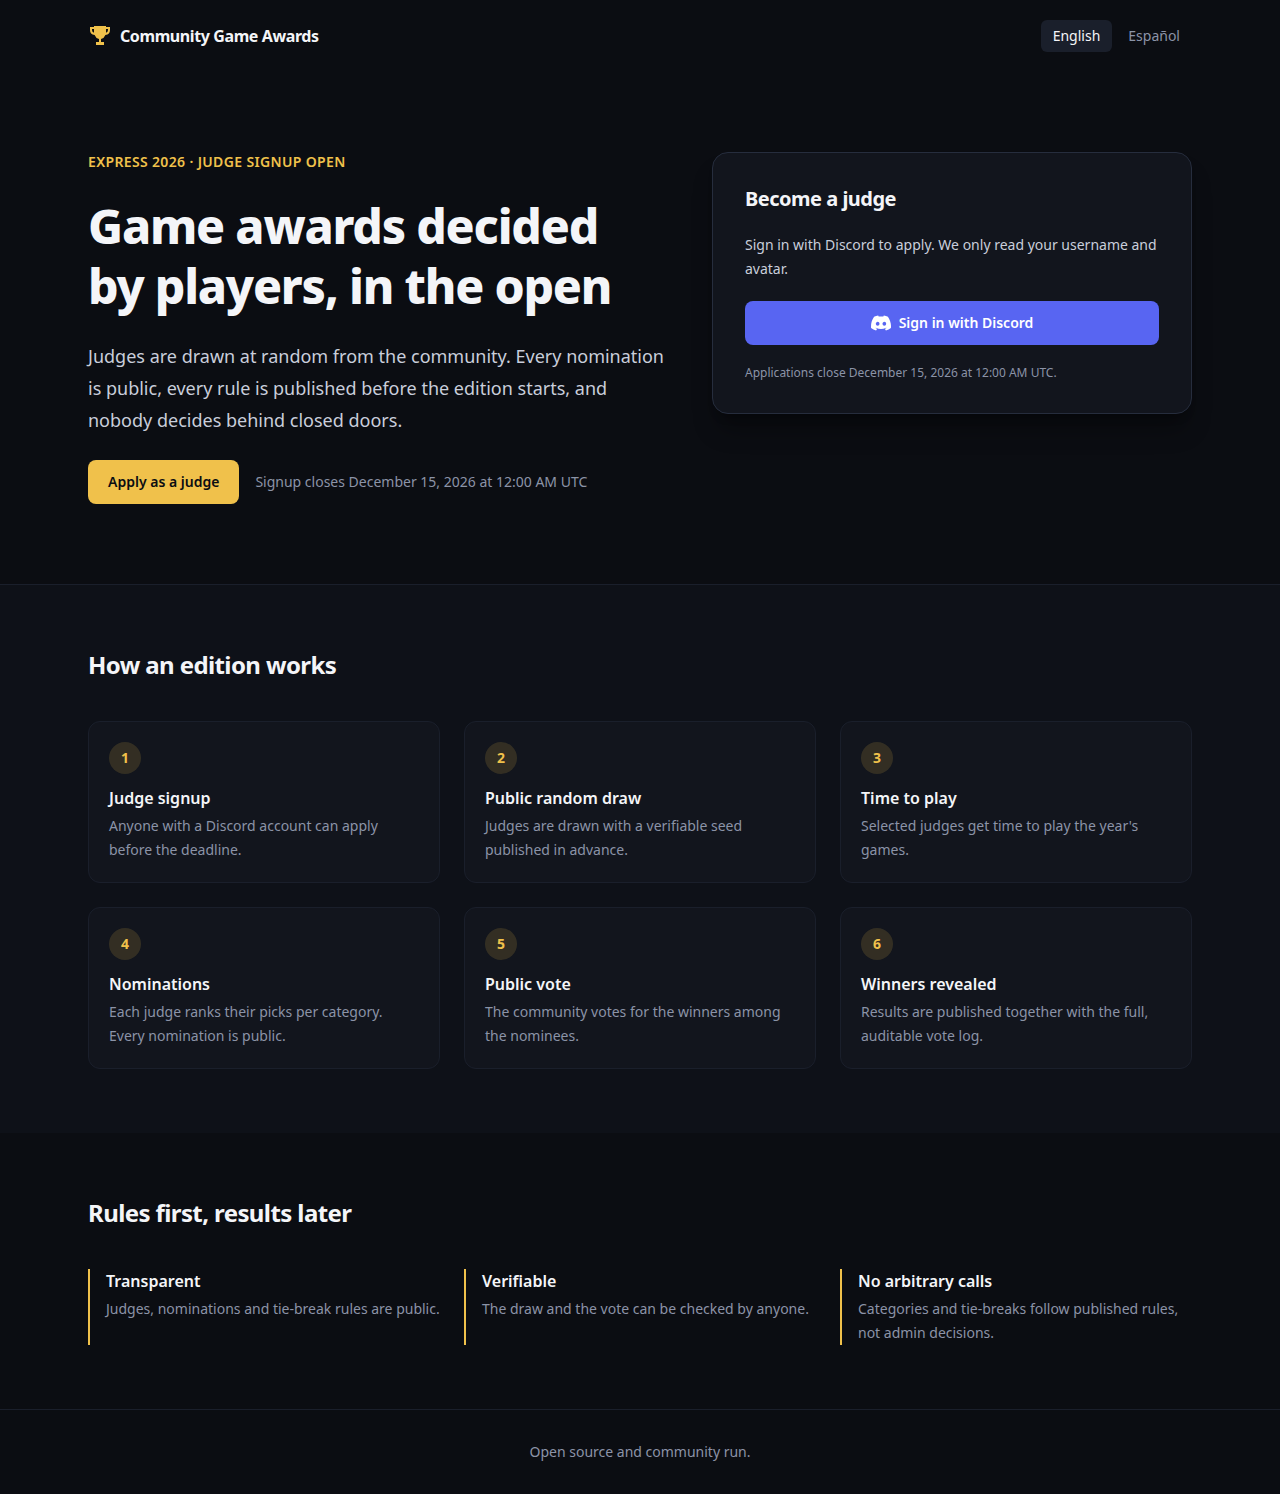 Community Game Awards
English
Español
EXPRESS 2026 · JUDGE SIGNUP OPEN
Game awards decided
by players, in the open
Judges are drawn at random from the community. Every nomination
is public, every rule is published before the edition starts, and
nobody decides behind closed doors.
Apply as a judge
Signup closes December 15, 2026 at 12:00 AM UTC
Become a judge
Sign in with Discord to apply. We only read your username and
avatar.
Sign in with Discord
Applications close December 15, 2026 at 12:00 AM UTC.
How an edition works
1
Judge signup
Anyone with a Discord account can apply
before the deadline.
2
Public random draw
Judges are drawn with a verifiable seed
published in advance.
3
Time to play
Selected judges get time to play the year's
games.
4
Nominations
Each judge ranks their picks per category.
Every nomination is public.
5
Public vote
The community votes for the winners among
the nominees.
6
Winners revealed
Results are published together with the full,
auditable vote log.
Rules first, results later
Transparent
Judges, nominations and tie-break rules are public.
Verifiable
The draw and the vote can be checked by anyone.
No arbitrary calls
Categories and tie-breaks follow published rules,
not admin decisions.
Open source and community run.